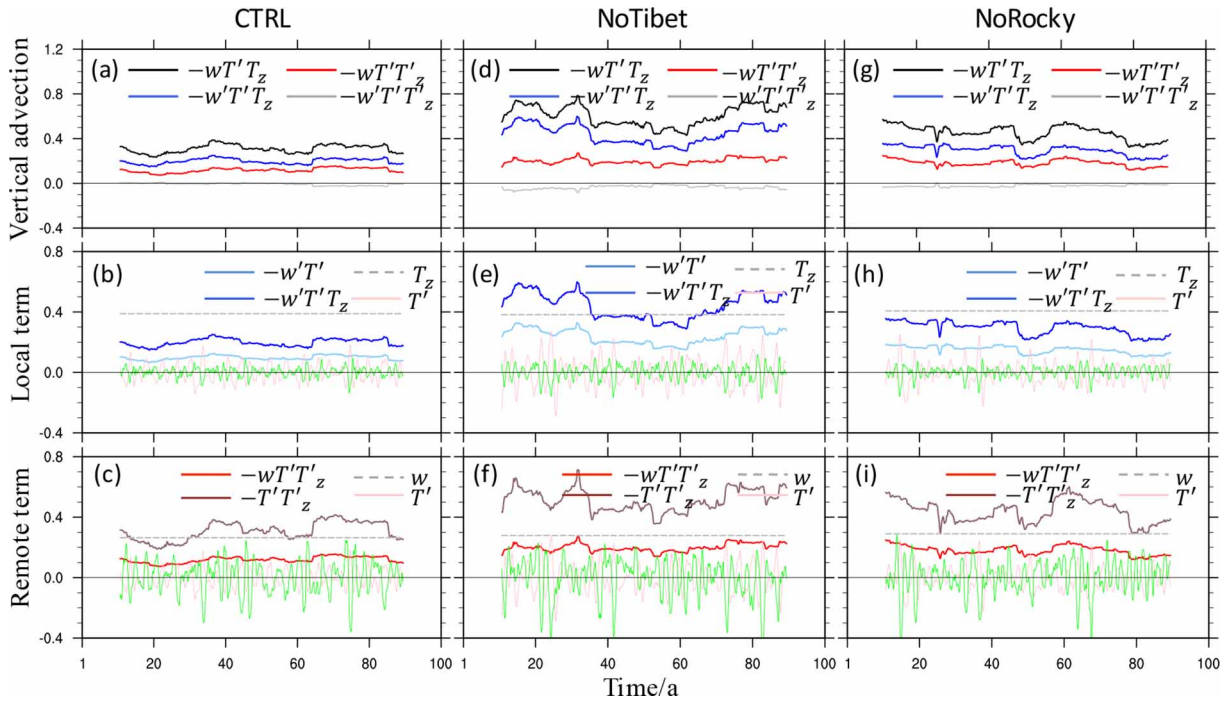 CTRL NoTibet NoRocky
Vertical advection
1.2
0.8
0.4
0.0
-0.4
(a) −wT′T_z −wT′T′_z
−w′T′T_z −w′T′T′_z
(d) −wT′T_z −wT′T′_z
−w′T′T_z −w′T′T′_z
(g) −wT′T_z −wT′T′_z
−w′T′T_z −w′T′T′_z
Local term
0.8
0.4
0.0
-0.4
(b) −w′T′ T_z
−w′T′T_z T′
(e) −w′T′ T_z
−w′T′T_z T′
(h) −w′T′ T_z
−w′T′T_z T′
Remote term
0.8
0.4
0.0
-0.4
(c) −wT′T′_z w
−T′T′_z T′
(f) −wT′T′_z w
−T′T′_z T′
(i) −wT′T′_z w
−T′T′_z T′
1 20 40 60 80 100 1 20 40 60 80 100 1 20 40 60 80 100
Time/a